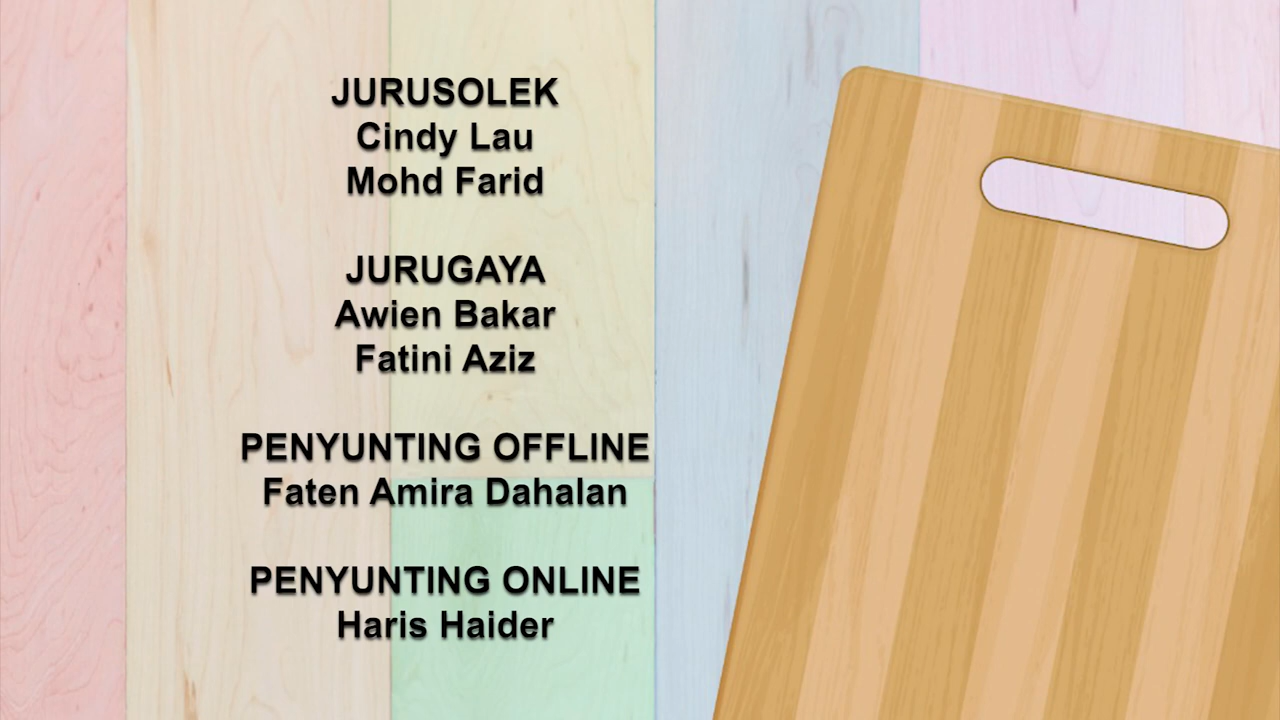 JURUSOLEK
Cindy Lau
Mohd Farid
JURUGAYA
Awien Bakar
Fatini Aziz
PENYUNTING OFFLINE
Faten Amira Dahalan
PENYUNTING ONLINE
Haris Haider